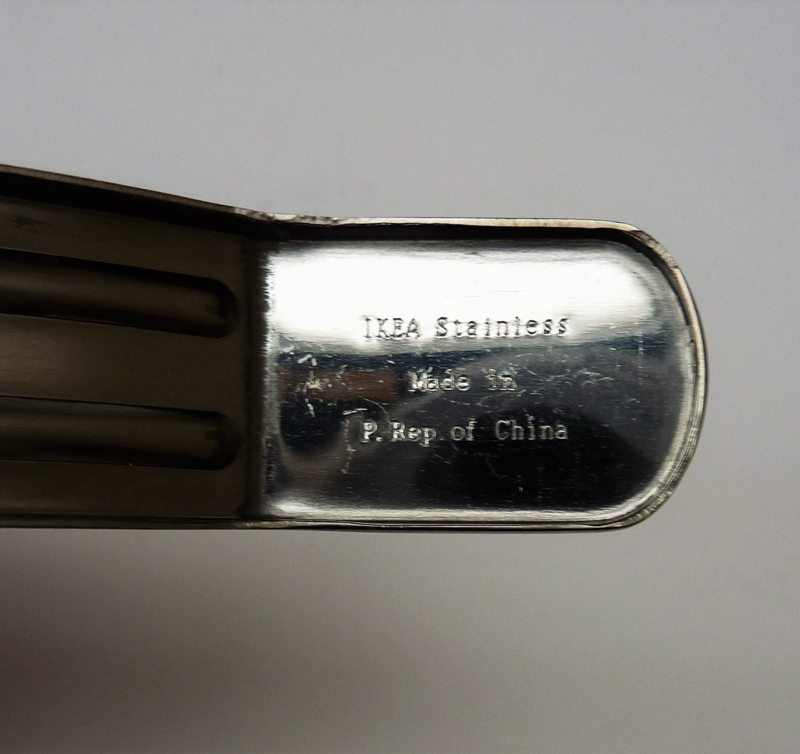 IKEA Stainless
Made in
P. Rep of China